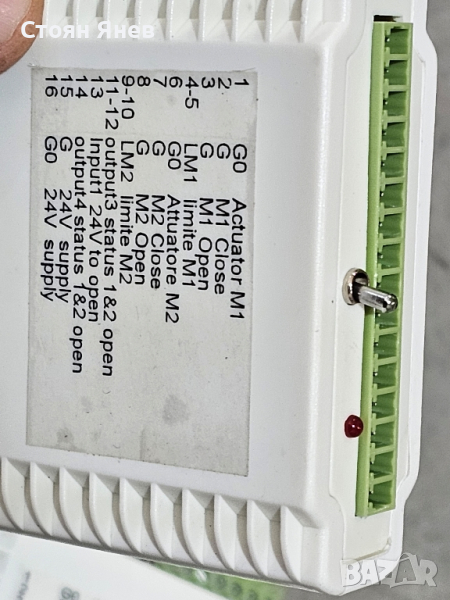 Стоян Янев
1 G0 Actuator M1
2 G M1 Close
3 G M1 Open
4-5 LM1 limite M1
6 G0 Attuatore M2
7 G M2 Close
8 G M2 Open
9-10 LM2 limite M2
11-12 output3 status 1&2 open
13 Input1 24V to open
14 output4 status 1&2 open
15 G 24V supply
16 G0 24V supply
BAZAR